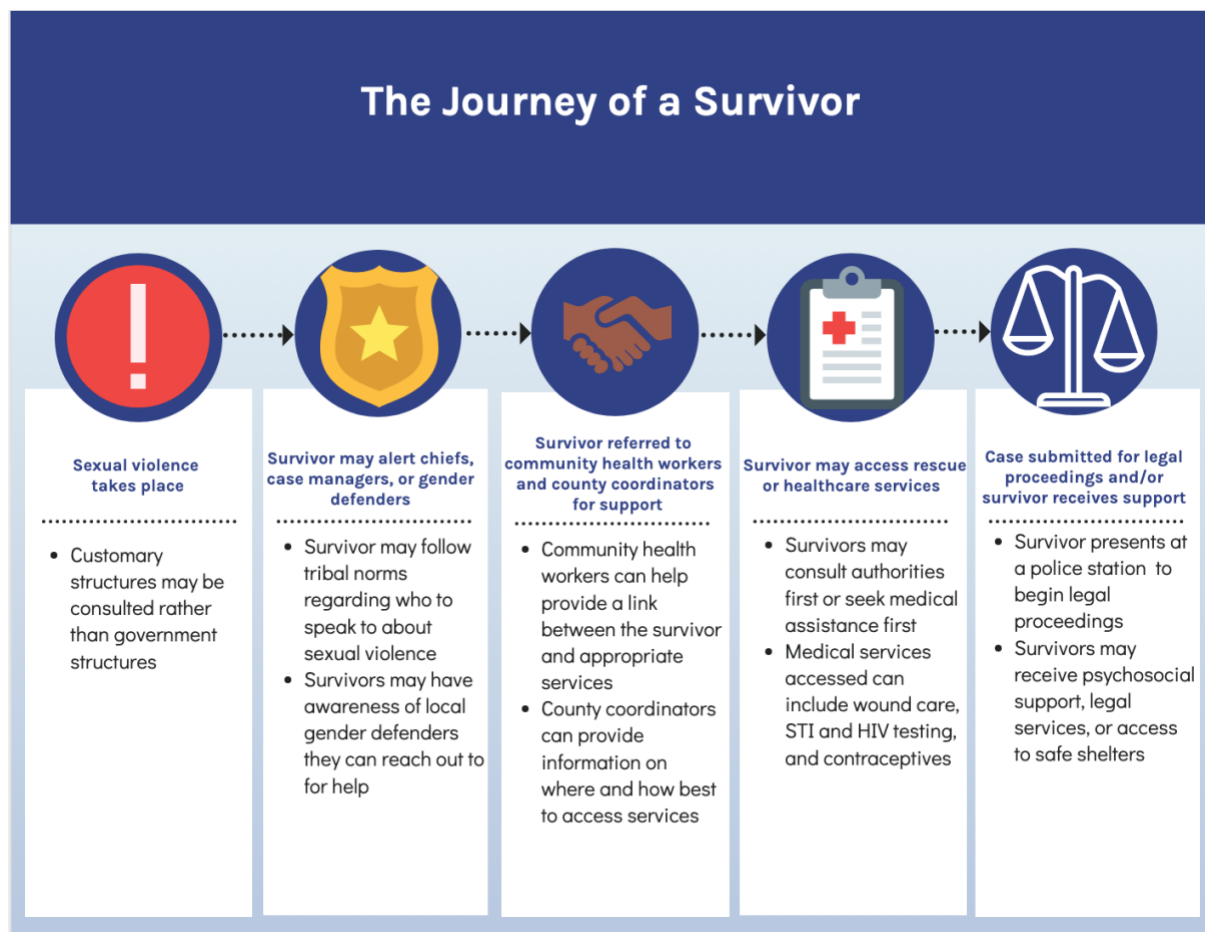 The Journey of a Survivor
Sexual violence
takes place
• Customary
structures may be
consulted rather
than government
structures
Survivor may alert chiefs,
case managers, or gender
defenders
• Survivor may follow
tribal norms
regarding who to
speak to about
sexual violence
• Survivors may have
awareness of local
gender defenders
they can reach out to
for help
Survivor referred to
community health workers
and county coordinators
for support
• Community health
workers can help
provide a link
between the survivor
and appropriate
services
• County coordinators
can provide
information on
where and how best
to access services
Survivor may access rescue
or healthcare services
• Survivors may
consult authorities
first or seek medical
assistance first
• Medical services
accessed can
include wound care,
STI and HIV testing,
and contraceptives
Case submitted for legal
proceedings and/or
survivor receives support
• Survivor presents at
a police station to
begin legal
proceedings
• Survivors may
receive psychosocial
support, legal
services, or access
to safe shelters